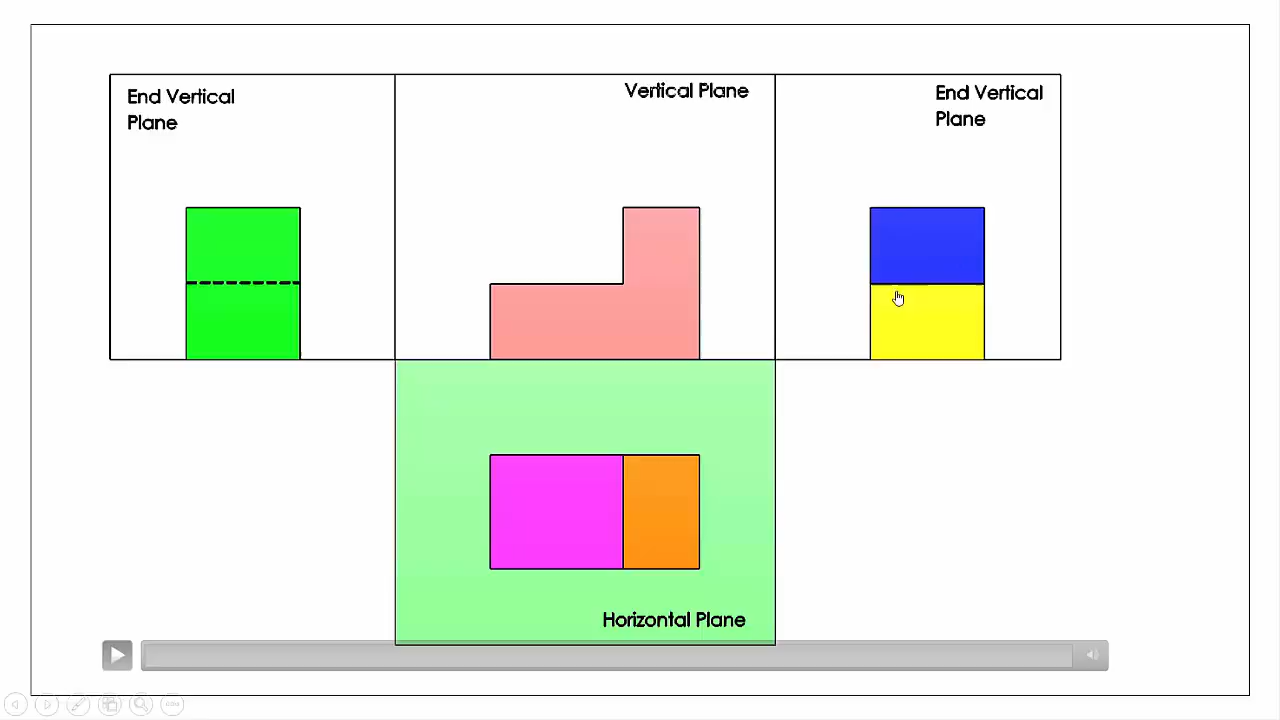 End Vertical
Plane
Vertical Plane
End Vertical
Plane
Horizontal Plane